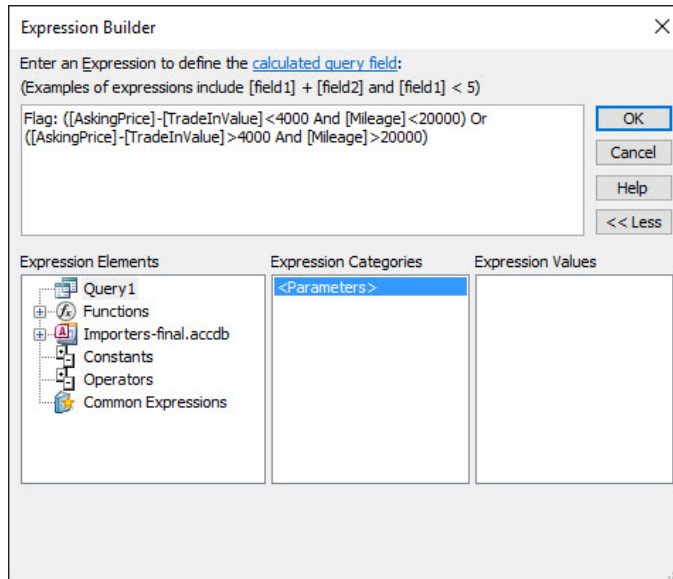 Expression Builder
Enter an Expression to define the calculated query field:
(Examples of expressions include [field1] + [field2] and [field1] < 5)
Flag: ([AskingPrice]-[TradeInValue]<4000 And [Mileage]<20000) Or
([AskingPrice]-[TradeInValue]>4000 And [Mileage]>20000)
OK
Cancel
Help
<< Less
Expression Elements
Query1
Functions
Importers-final.accdb
Constants
Operators
Common Expressions
Expression Categories
<Parameters>
Expression Values